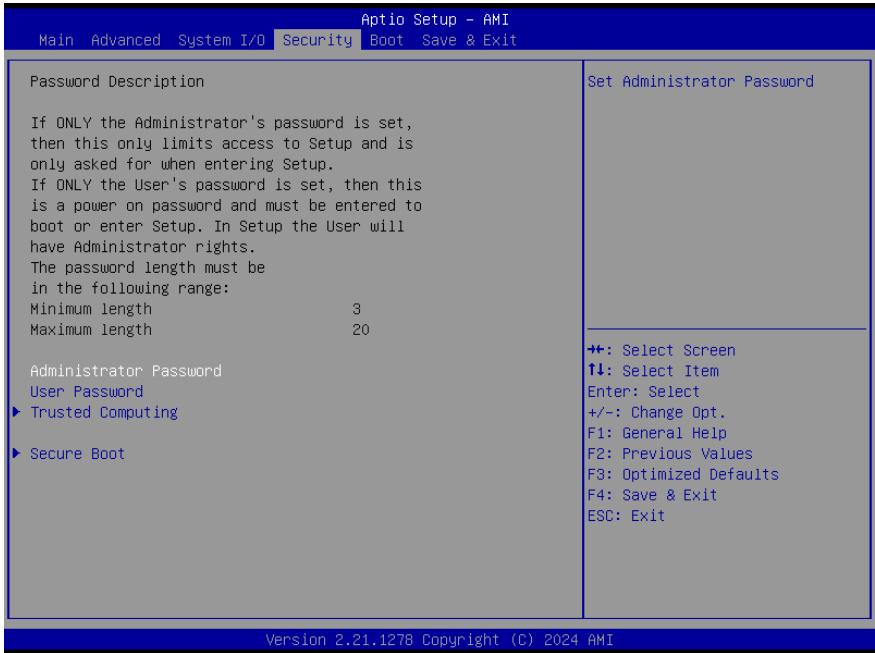 Aptio Setup - AMI
Main Advanced System I/O Security Boot Save & Exit
Password Description
If ONLY the Administrator's password is set,
then this only limits access to Setup and is
only asked for when entering Setup.
If ONLY the User's password is set, then this
is a power on password and must be entered to
boot or enter Setup. In Setup the User will
have Administrator rights.
The password length must be
in the following range:
Minimum length 3
Maximum length 20
Administrator Password
User Password
Trusted Computing
Secure Boot
Set Administrator Password
→←: Select Screen
↑↓: Select Item
Enter: Select
+/-: Change Opt.
F1: General Help
F2: Previous Values
F3: Optimized Defaults
F4: Save & Exit
ESC: Exit
Version 2.21.1278 Copyright (C) 2024 AMI